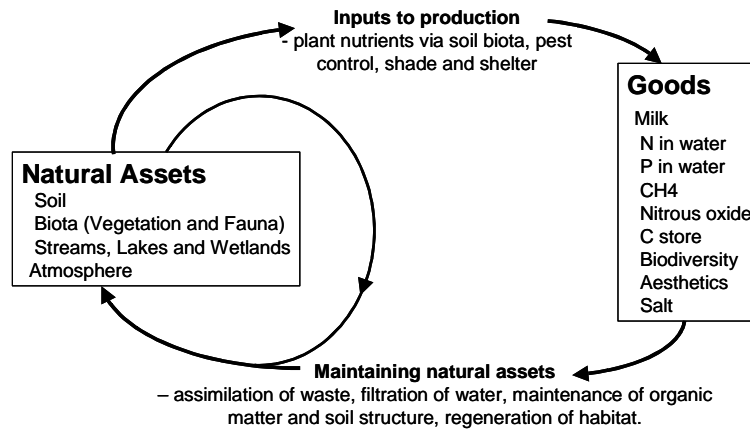 Inputs to production
- plant nutrients via soil biota, pest
control, shade and shelter
Goods
Milk
N in water
P in water
CH4
Nitrous oxide
C store
Biodiversity
Aesthetics
Salt
Natural Assets
Soil
Biota (Vegetation and Fauna)
Streams, Lakes and Wetlands
Atmosphere
Maintaining natural assets
– assimilation of waste, filtration of water, maintenance of organic
matter and soil structure, regeneration of habitat.